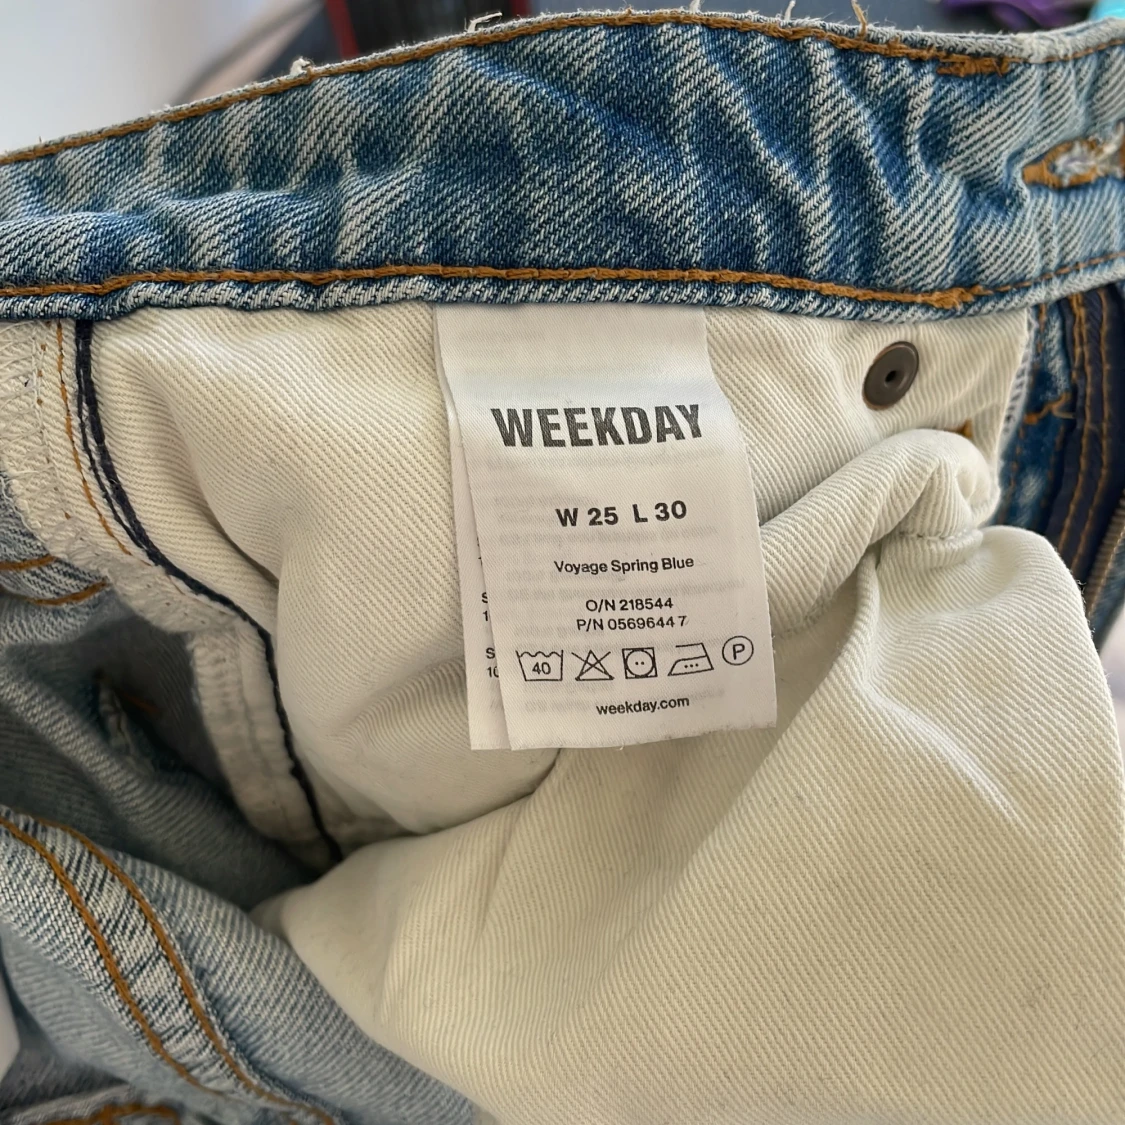 WEEKDAY
W 25 L 30
Voyage Spring Blue
O/N 218544
P/N 05696447
40
P
weekday.com